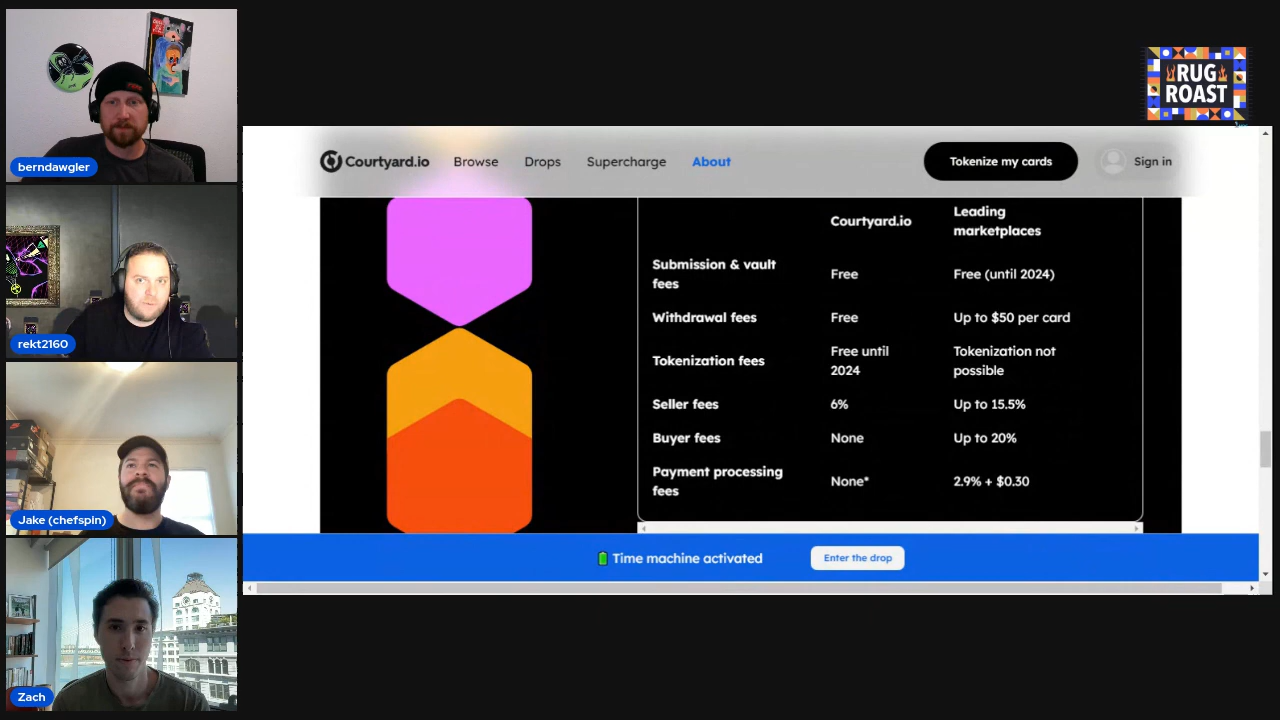 berndawgler
rekt2160
Jake (chefspin)
Zach
RUG
ROAST
Courtyard.io
Browse
Drops
Supercharge
About
Tokenize my cards
Sign in
Courtyard.io
Leading
marketplaces
Submission & vault
fees
Free
Free (until 2024)
Withdrawal fees
Free
Up to $50 per card
Tokenization fees
Free until
2024
Tokenization not
possible
Seller fees
6%
Up to 15.5%
Buyer fees
None
Up to 20%
Payment processing
fees
None*
2.9% + $0.30
Time machine activated
Enter the drop